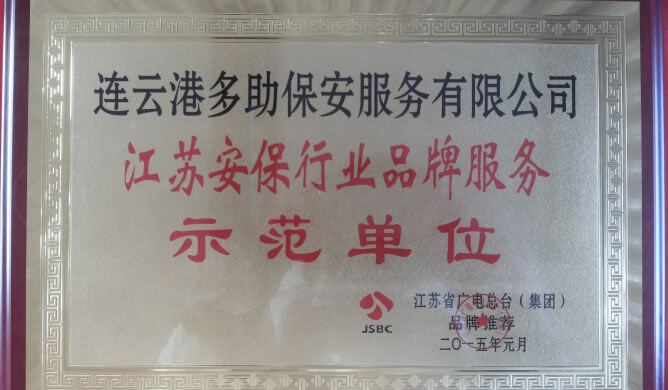 连云港多助保安服务有限公司
江苏安保行业品牌服务
示范单位
JSBC
江苏省广电总台(集团)
品牌推荐
二〇一五年元月